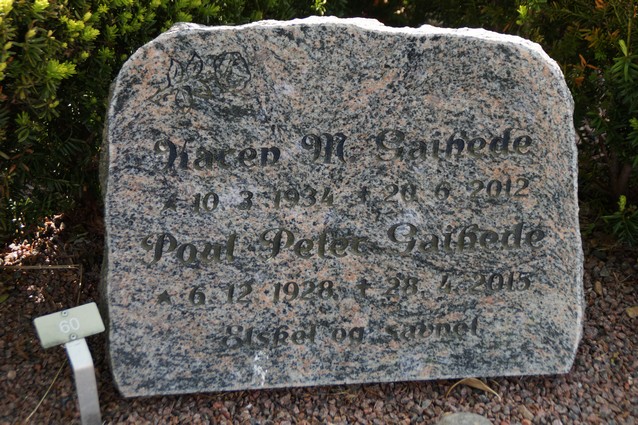 Karen M. Gaihede
★ 10. 3. 1934 ✝ 20. 6. 2012
Poul Peter Gaihede
★ 6. 12. 1928 ✝ 28. 4. 2015
Elsket og savnet
60